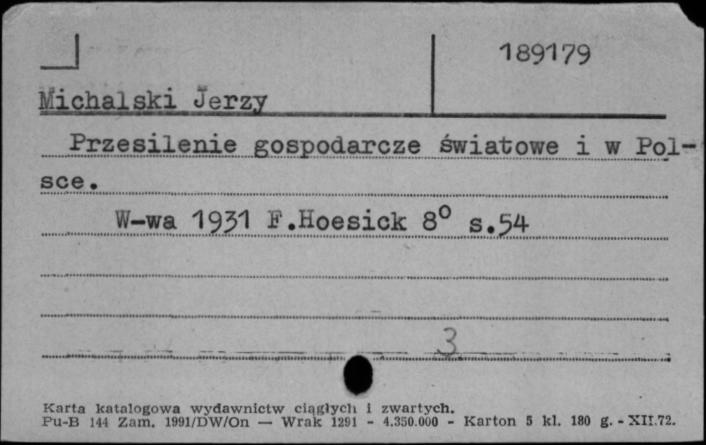 189179
Michalski Jerzy
Przesilenie gospodarcze światowe i w Pol-
sce.
W-wa 1931 F.Hoesick 8° s.54
3
Karta katalogowa wydawnictw ciągłych i zwartych.
Pu-B 144 Zam. 1991/DW/On — Wrak 1291 - 4.350.000 - Karton 5 kl. 180 g. - XII.72.